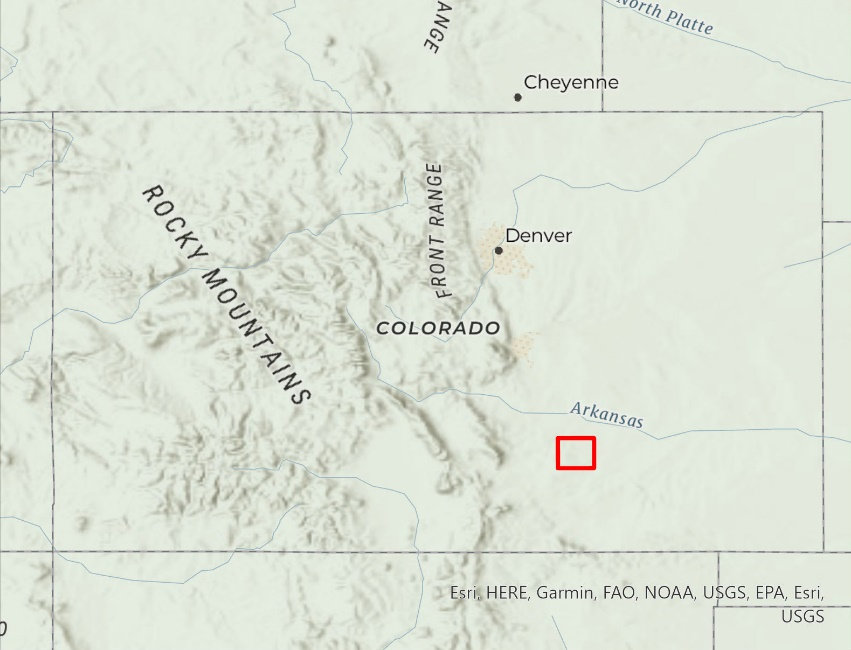 North Platte
ANGE
Cheyenne
ROCKY MOUNTAINS
FRONT RANGE
Denver
COLORADO
Arkansas
Esri, HERE, Garmin, FAO, NOAA, USGS, EPA, Esri,
USGS